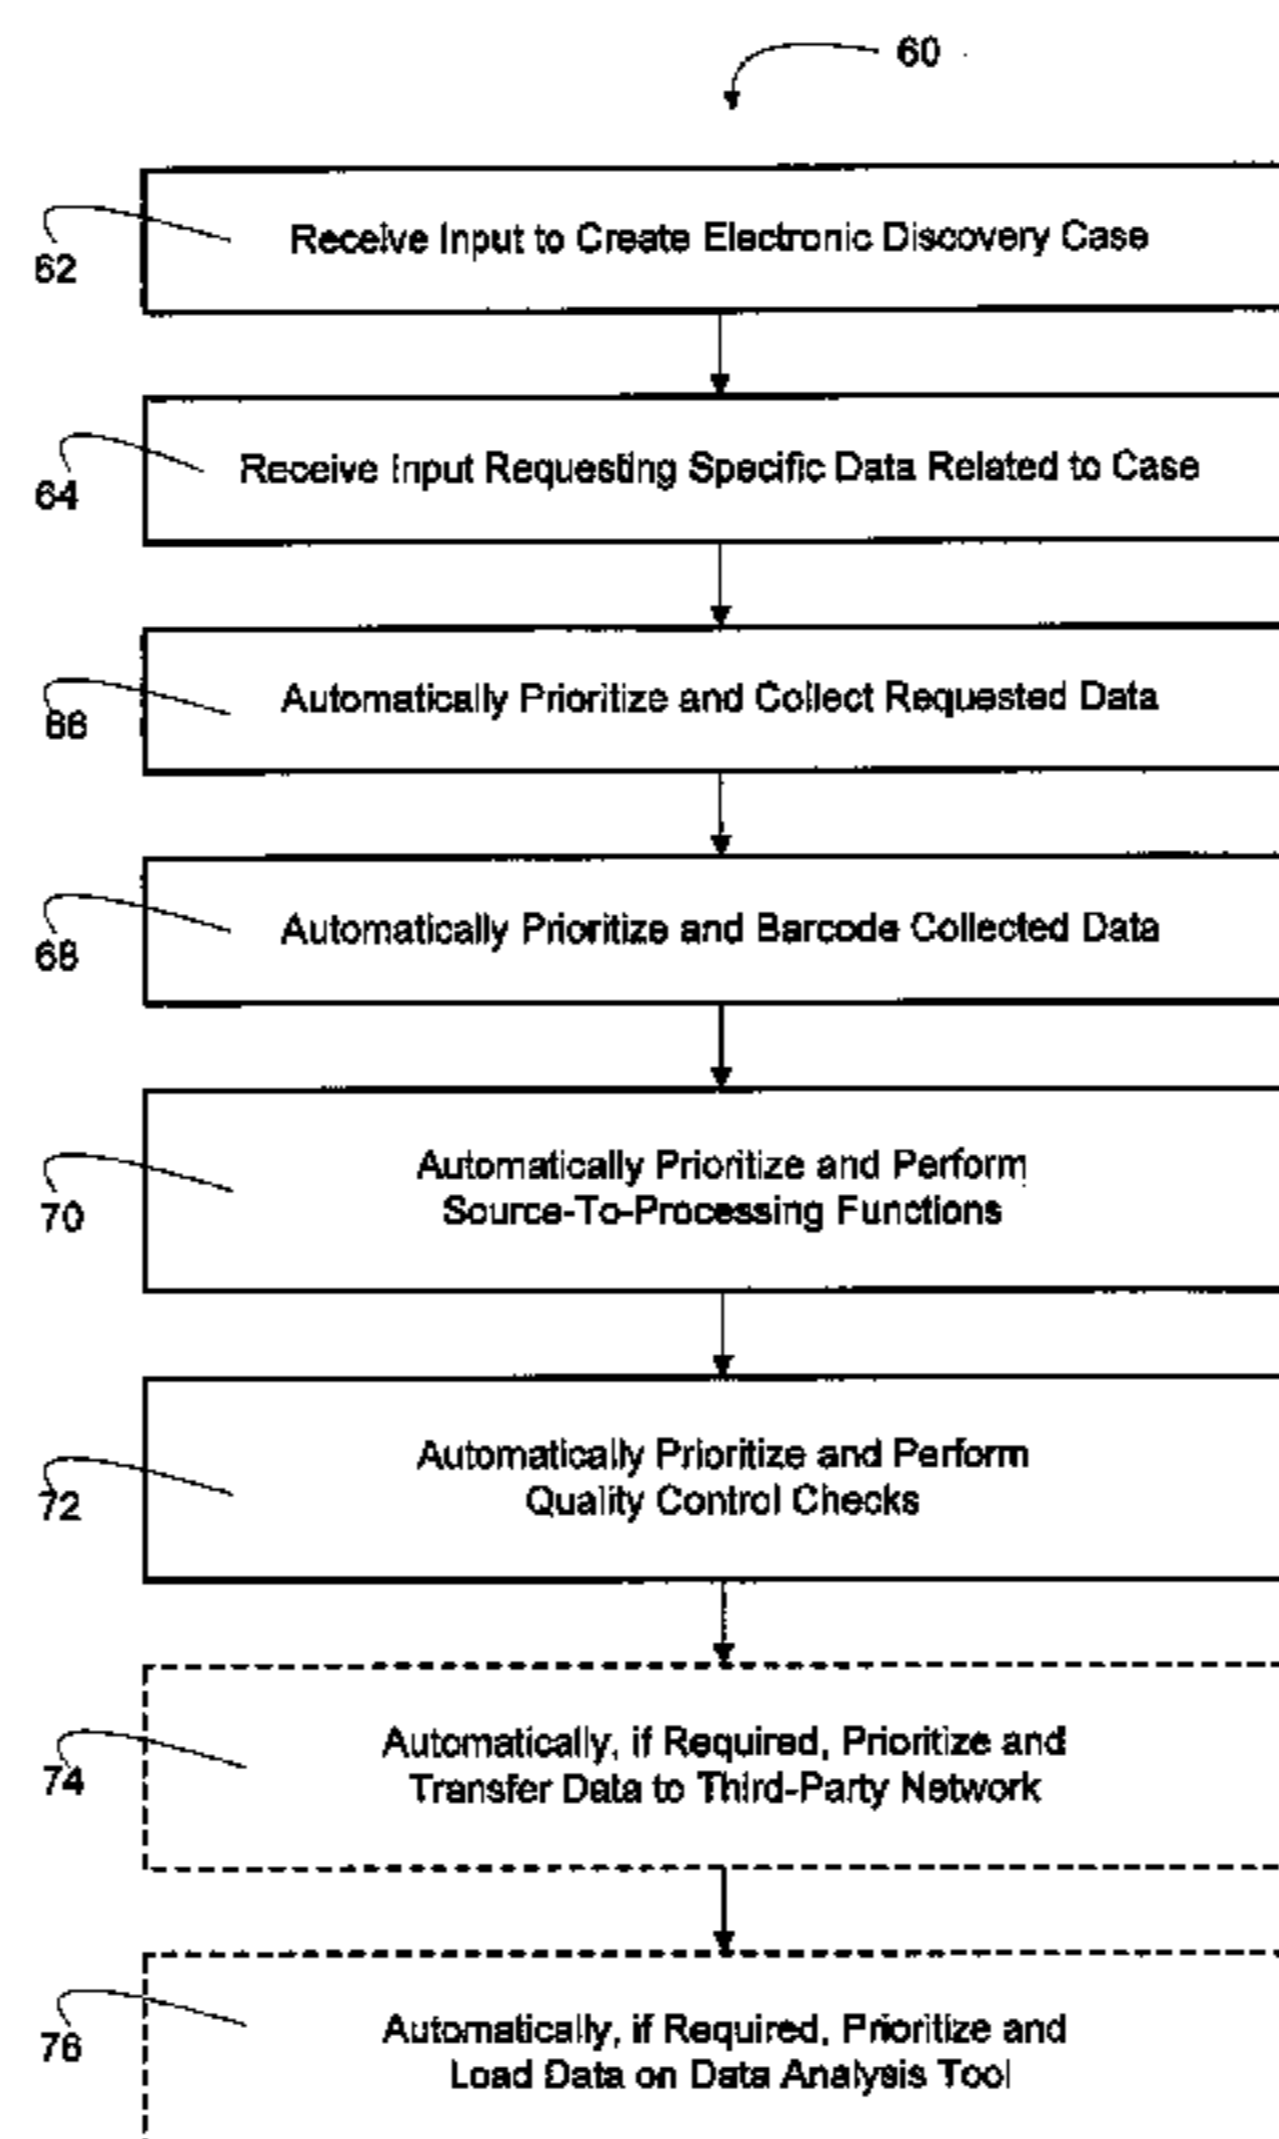 60
62
Receive Input to Create Electronic Discovery Case
64
Receive Input Requesting Specific Data Related to Case
66
Automatically Prioritize and Collect Requested Data
68
Automatically Prioritize and Barcode Collected Data
70
Automatically Prioritize and Perform
Source-To-Processing Functions
72
Automatically Prioritize and Perform
Quality Control Checks
74
Automatically, if Required, Prioritize and
Transfer Data to Third-Party Network
76
Automatically, if Required, Prioritize and
Load Data on Data Analysis Tool